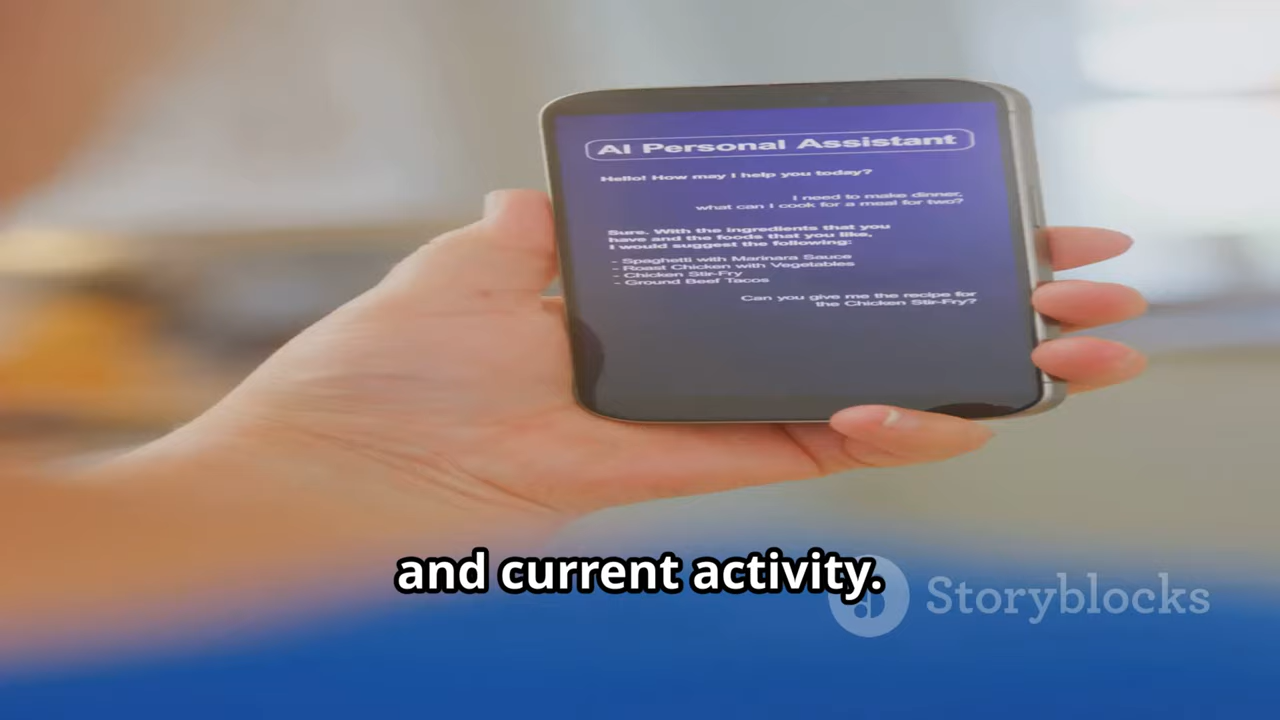 AI Personal Assistant
Hello! How may I help you today?
I need to make dinner,
what can I cook for a meal for two?
Sure. With the ingredients that you
have and the foods that you like,
I would suggest the following:
- Spaghetti with Marinara Sauce
- Roast Chicken with Vegetables
- Chicken Stir-Fry
- Ground Beef Tacos
Can you give me the recipe for
the Chicken Stir-Fry?
and current activity.
Storyblocks